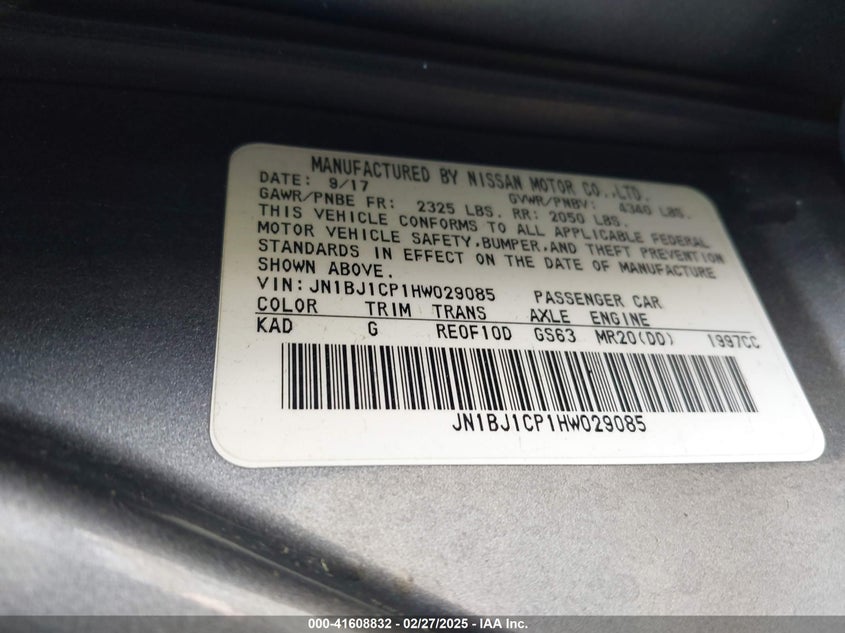 MANUFACTURED BY NISSAN MOTOR CO.,LTD.
DATE: 9/17 GVWR/PNBV: 4340 LBS.
GAWR/PNBE FR: 2325 LBS. RR: 2050 LBS.
THIS VEHICLE CONFORMS TO ALL APPLICABLE FEDERAL
MOTOR VEHICLE SAFETY,BUMPER,AND THEFT PREVENTION
STANDARDS IN EFFECT ON THE DATE OF MANUFACTURE
SHOWN ABOVE.
VIN:JN1BJ1CP1HW029085 PASSENGER CAR
COLOR TRIM TRANS AXLE ENGINE
KAD G RE0F10D GS63 MR20(DD) 1997CC
JN1BJ1CP1HW029085
000-41608832 - 02/27/2025 - IAA Inc.